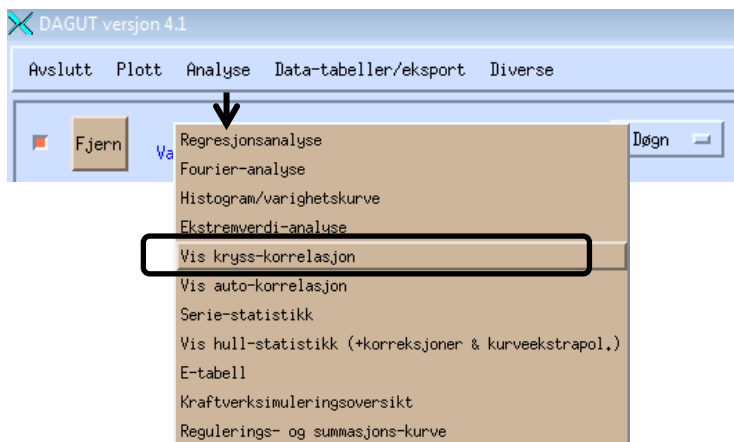 DAGUT versjon 4.1
Avslutt Plott Analyse Data-tabeller/eksport Diverse
Fjern Va Døgn
Regresjonsanalyse
Fourier-analyse
Histogram/varighetskurve
Ekstremverdi-analyse
Vis kryss-korrelasjon
Vis auto-korrelasjon
Serie-statistikk
Vis hull-statistikk (+korreksjoner & kurveekstrapol.)
E-tabell
Kraftverksimuleringsoversikt
Regulerings- og summasjons-kurve